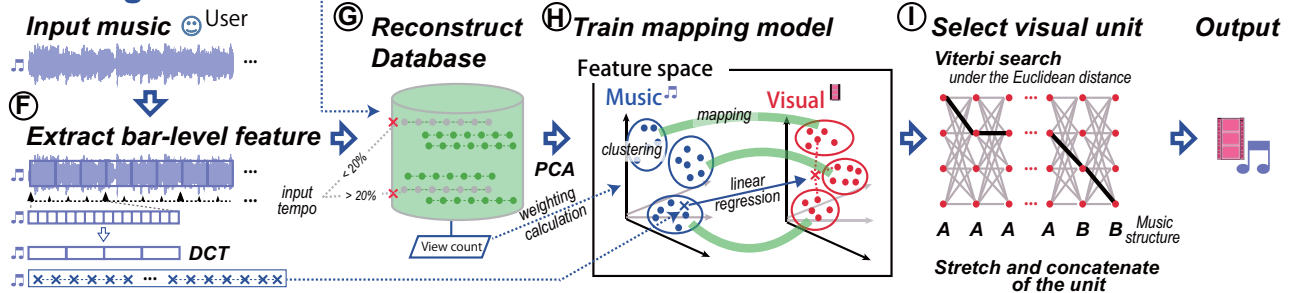 Input music User
...
F
Extract bar-level feature
...
...
DCT
...
G Reconstruct
Database
input
tempo
< 20%
> 20%
View count
PCA
weighting
calculation
H Train mapping model
Feature space
Music
Visual
mapping
clustering
linear
regression
I Select visual unit
Viterbi search
under the Euclidean distance
...
...
...
...
A A A A B B
Music
structure
Stretch and concatenate
of the unit
Output